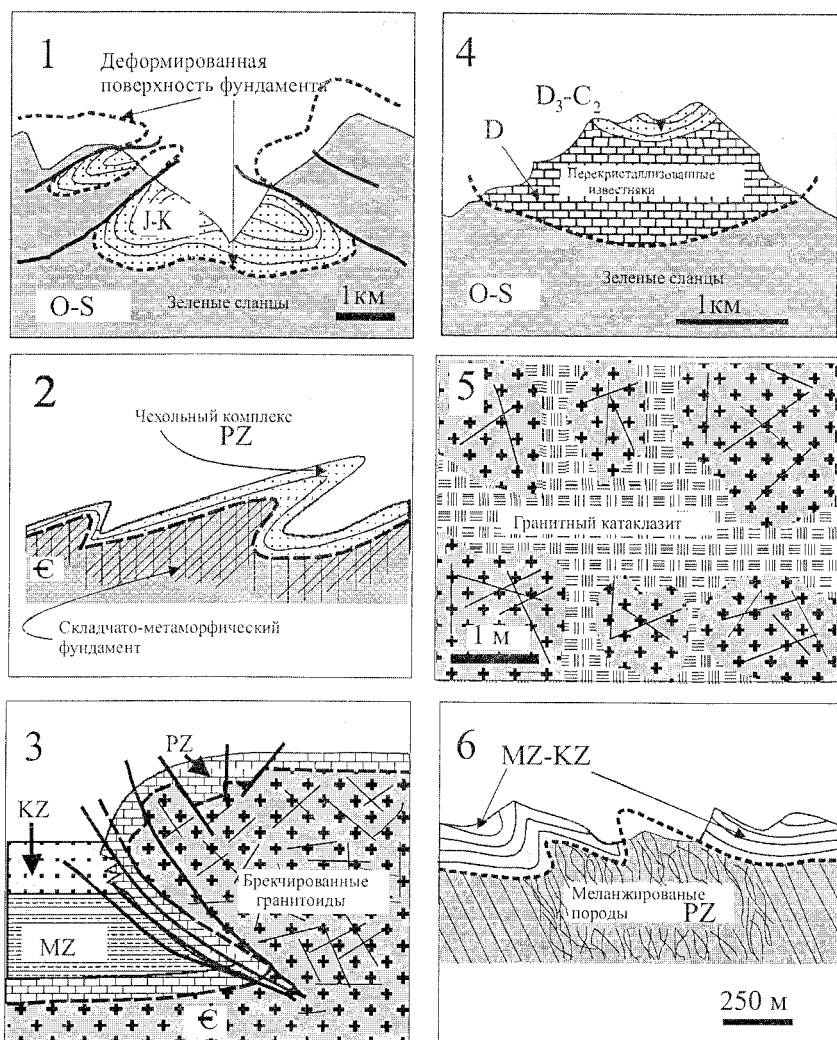 1
Деформированная
поверхность фундамента
J-K
O-S
Зеленые сланцы
1км
4
D₃-C₂
D
Перекристаллизованные
известняки
Зеленые сланцы
O-S
1км
2
Чехольный комплекс
PZ
Є
Складчато-метаморфический
фундамент
5
Гранитный катаклазит
1 м
3
PZ
KZ
Брекчированные
гранитоиды
MZ
Є
6
MZ-KZ
Меланжированые
породы PZ
250 м